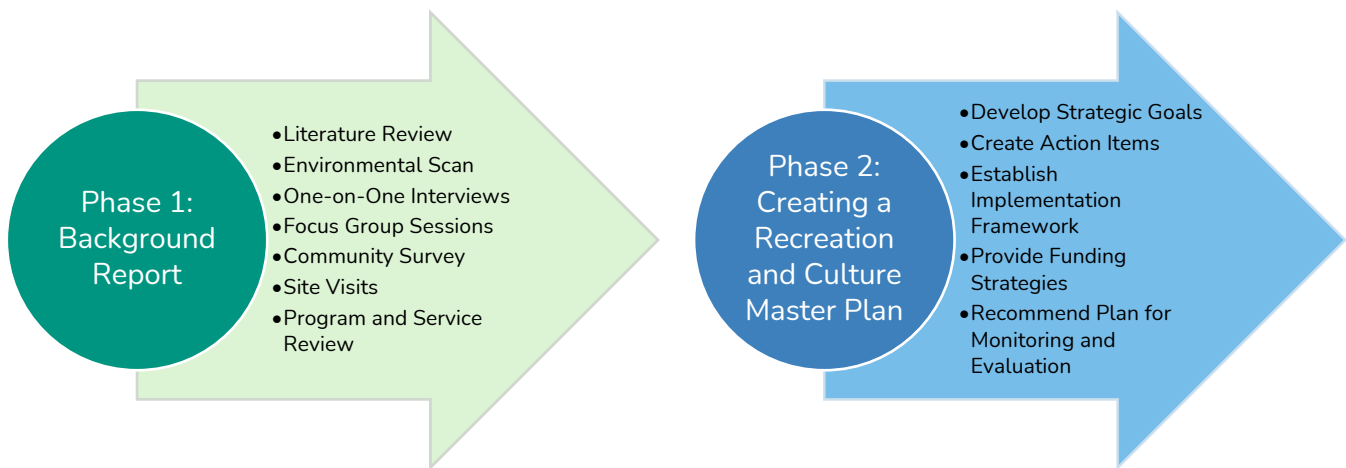 Phase 1:
Background
Report
•Literature Review
•Environmental Scan
•One-on-One Interviews
•Focus Group Sessions
•Community Survey
•Site Visits
•Program and Service
Review
Phase 2:
Creating a
Recreation
and Culture
Master Plan
•Develop Strategic Goals
•Create Action Items
•Establish
Implementation
Framework
•Provide Funding
Strategies
•Recommend Plan for
Monitoring and
Evaluation